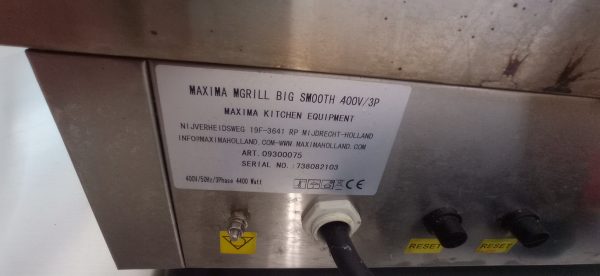 MAXIMA MGRILL BIG SMOOTH 400V/3P
MAXIMA KITCHEN EQUIPMENT
NIJVERHEIDSWEG 19F-3641 RP MIJDRECHT-HOLLAND
INFO@MAXIMAHOLLAND.COM-WWW.MAXIMAHOLLAND.COM
ART.09300075
SERIAL NO.:738082103
400V/50Hz/3Phase 4400 Watt
CE
RESET
RESET